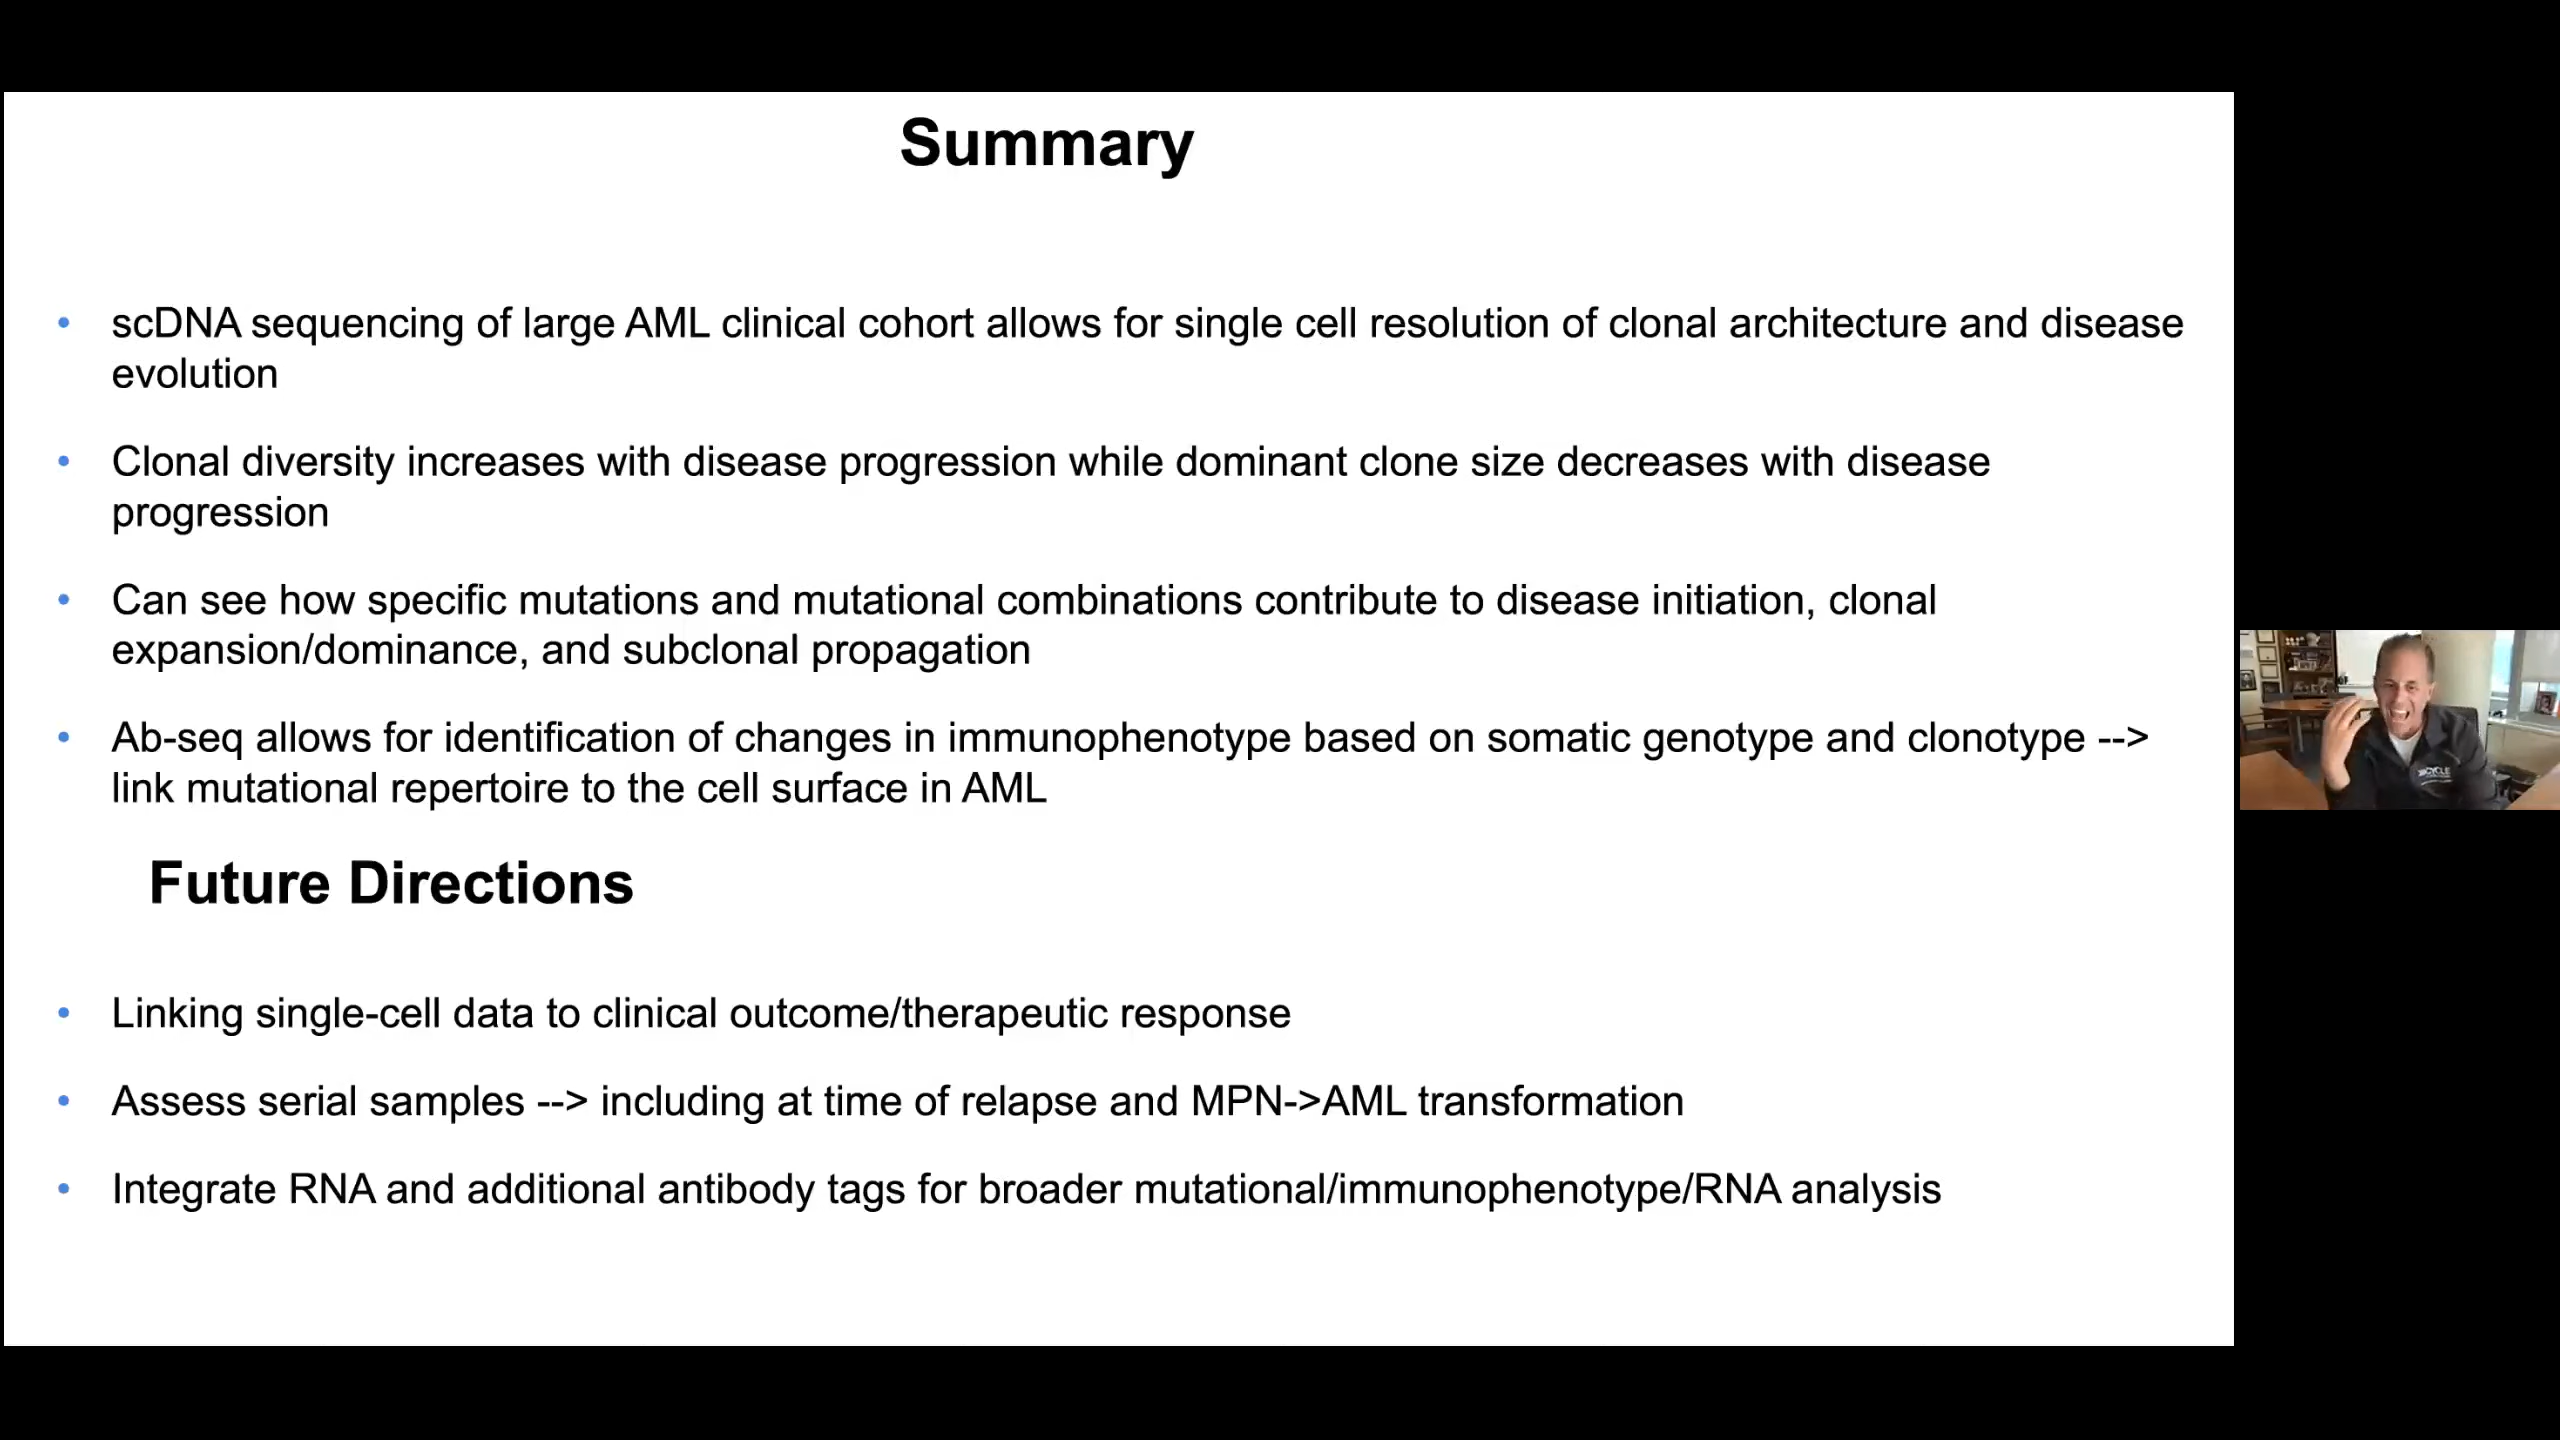 Summary
• scDNA sequencing of large AML clinical cohort allows for single cell resolution of clonal architecture and disease
evolution
• Clonal diversity increases with disease progression while dominant clone size decreases with disease
progression
• Can see how specific mutations and mutational combinations contribute to disease initiation, clonal
expansion/dominance, and subclonal propagation
• Ab-seq allows for identification of changes in immunophenotype based on somatic genotype and clonotype -->
link mutational repertoire to the cell surface in AML
Future Directions
• Linking single-cell data to clinical outcome/therapeutic response
• Assess serial samples --> including at time of relapse and MPN->AML transformation
• Integrate RNA and additional antibody tags for broader mutational/immunophenotype/RNA analysis
CYCLE